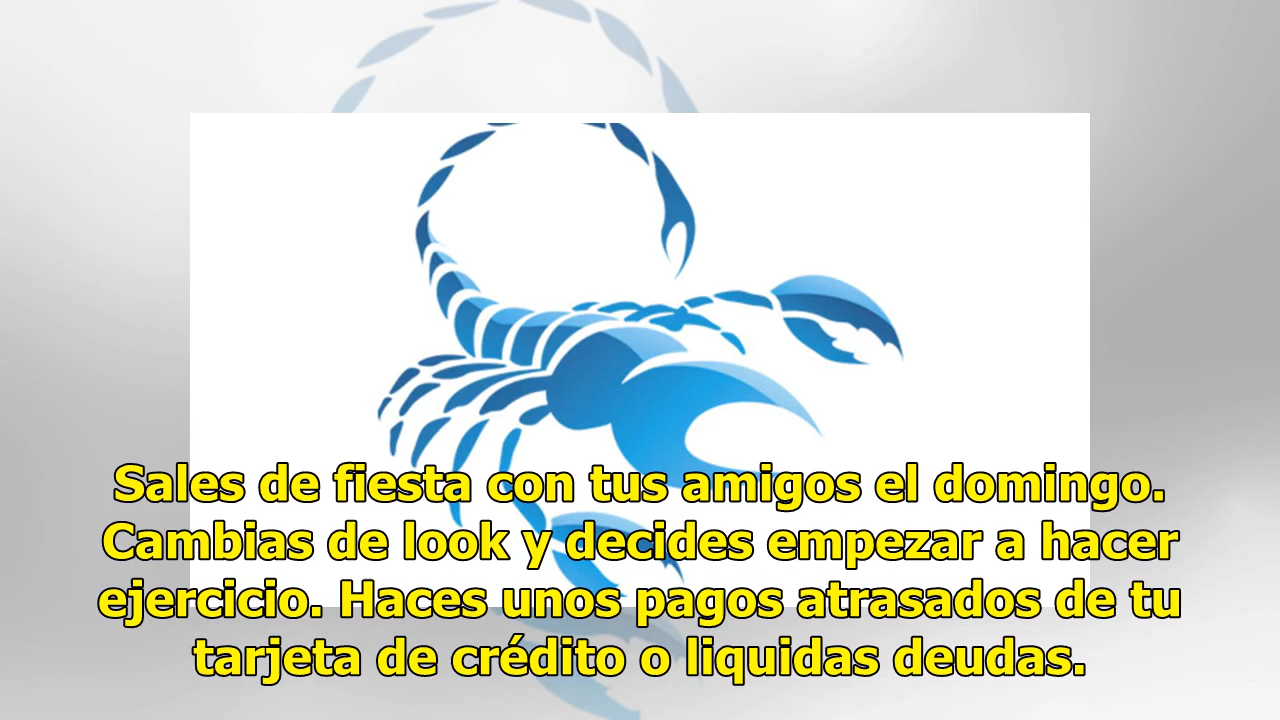 Sales de fiesta con tus amigos el domingo.
Cambias de look y decides empezar a hacer
ejercicio. Haces unos pagos atrasados de tu
tarjeta de crédito o liquidas deudas.